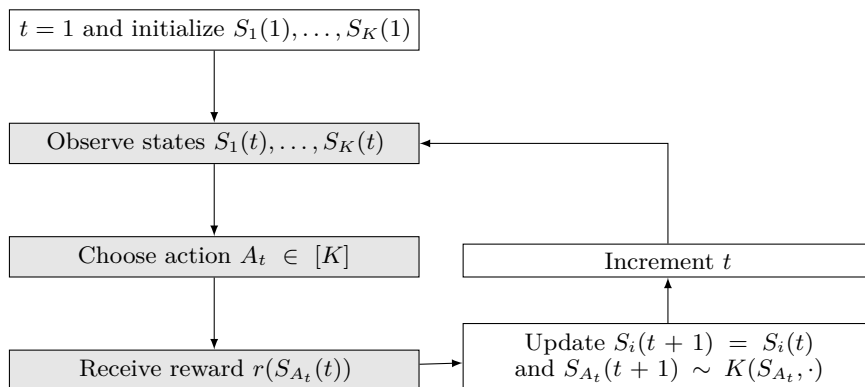 t = 1 and initialize S_1(1), . . . , S_K(1)
Observe states S_1(t), . . . , S_K(t)
Choose action A_t ∈ [K]
Receive reward r(S_{A_t}(t))
Update S_i(t + 1) = S_i(t)
and S_{A_t}(t + 1) ∼ K(S_{A_t}, ·)
Increment t